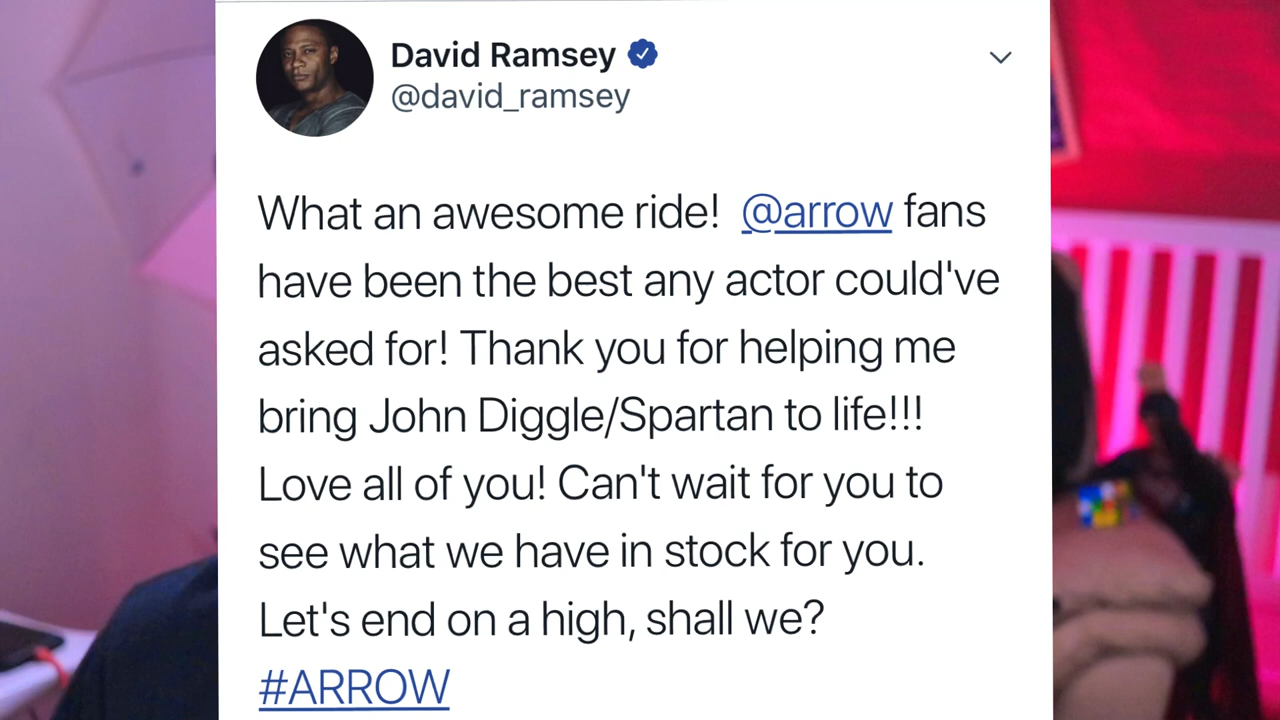 David Ramsey
@david_ramsey
What an awesome ride! @arrow fans
have been the best any actor could've
asked for! Thank you for helping me
bring John Diggle/Spartan to life!!!
Love all of you! Can't wait for you to
see what we have in stock for you.
Let's end on a high, shall we?
#ARROW